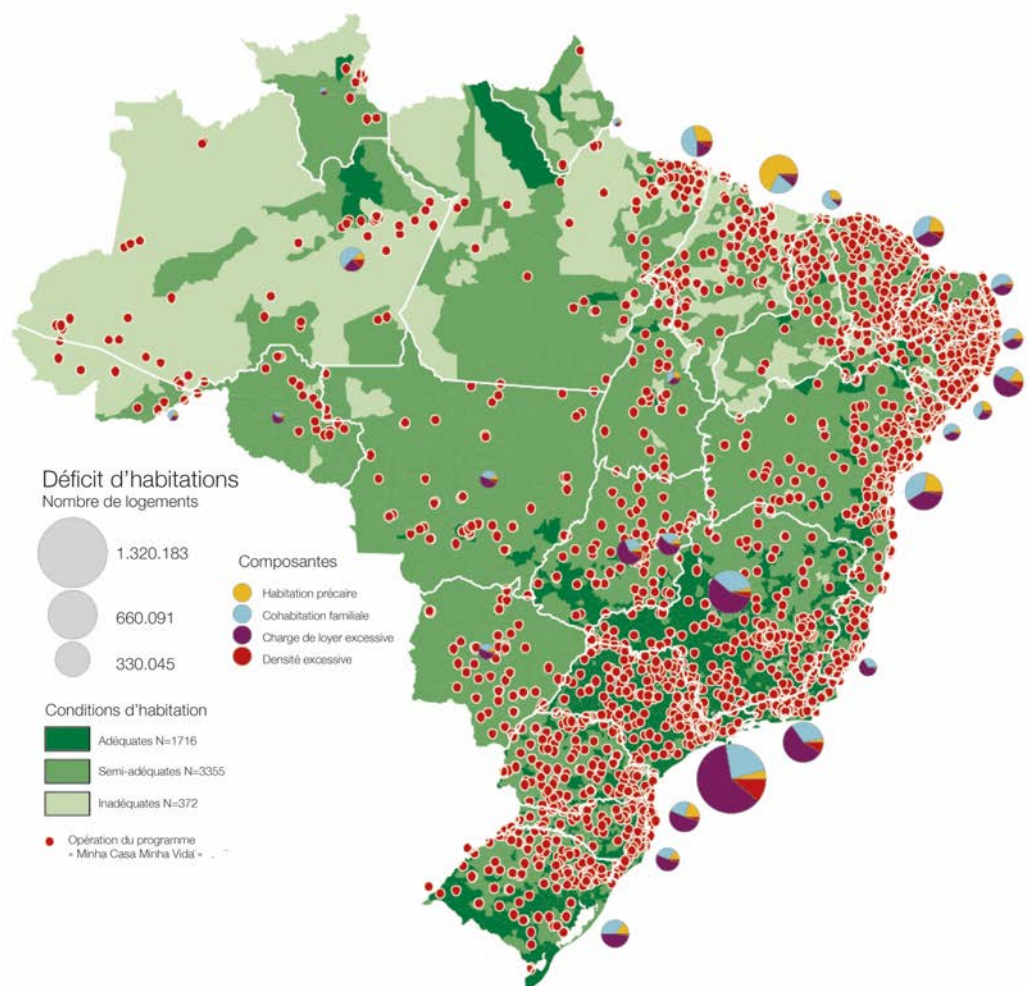 Déficit d'habitations
Nombre de logements
1.320.183
660.091
330.045
Composantes
Habitation précaire
Cohabitation familiale
Charge de loyer excessive
Densité excessive
Conditions d'habitation
Adéquates N=1716
Semi-adéquates N=3355
Inadéquates N=372
Opération du programme
« Minha Casa Minha Vida »